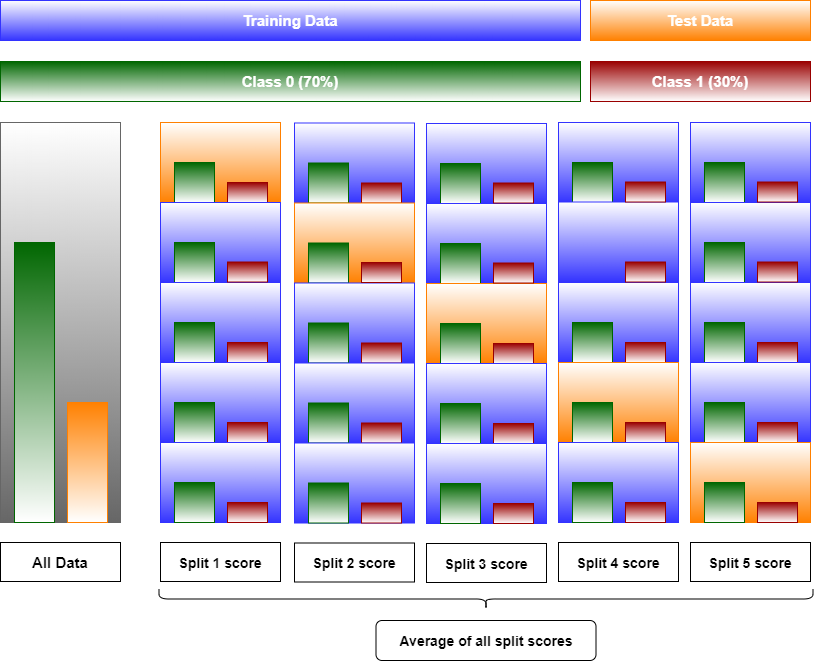 Training Data
Test Data
Class 0 (70%)
Class 1 (30%)
All Data
Split 1 score
Split 2 score
Split 3 score
Split 4 score
Split 5 score
Average of all split scores